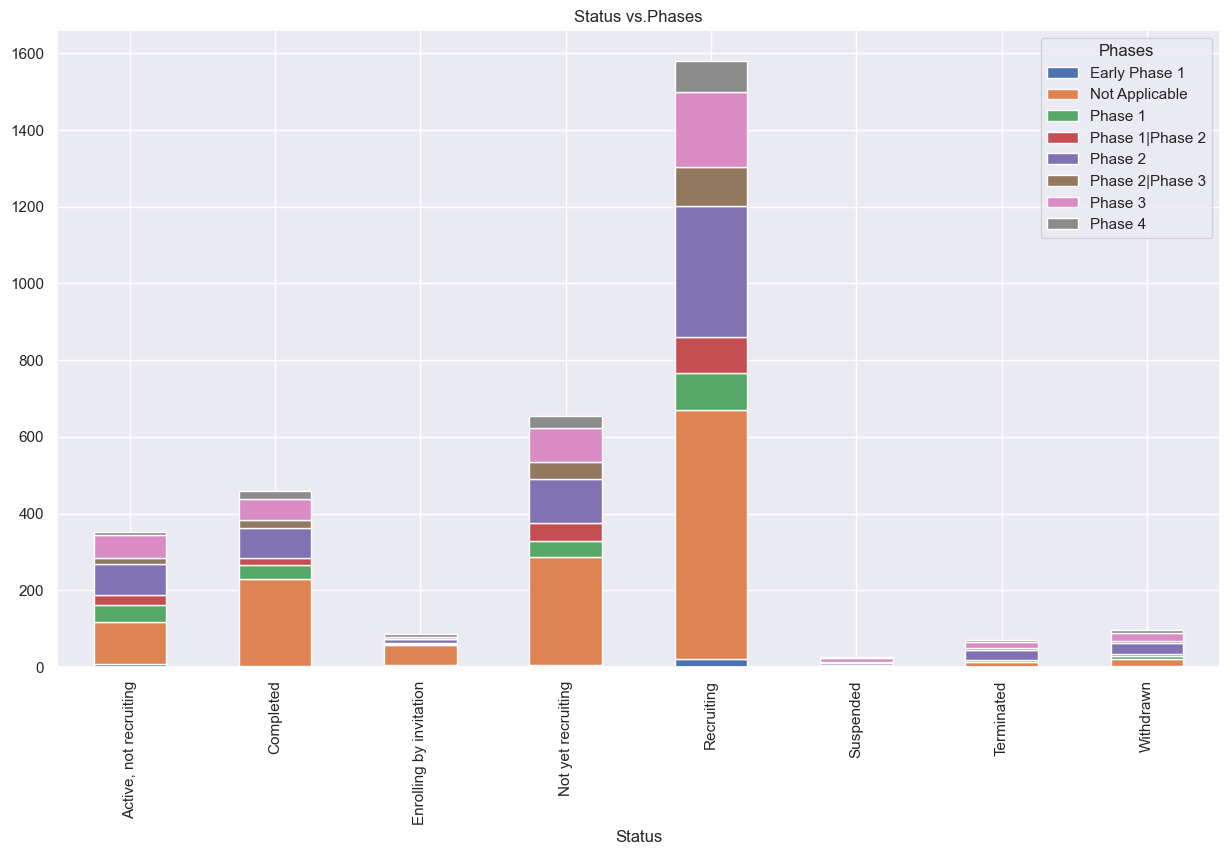 Status vs.Phases
1600
1400
1200
1000
800
600
400
200
0
Phases
Early Phase 1
Not Applicable
Phase 1
Phase 1|Phase 2
Phase 2
Phase 2|Phase 3
Phase 3
Phase 4
Active, not recruiting
Completed
Enrolling by invitation
Not yet recruiting
Recruiting
Suspended
Terminated
Withdrawn
Status